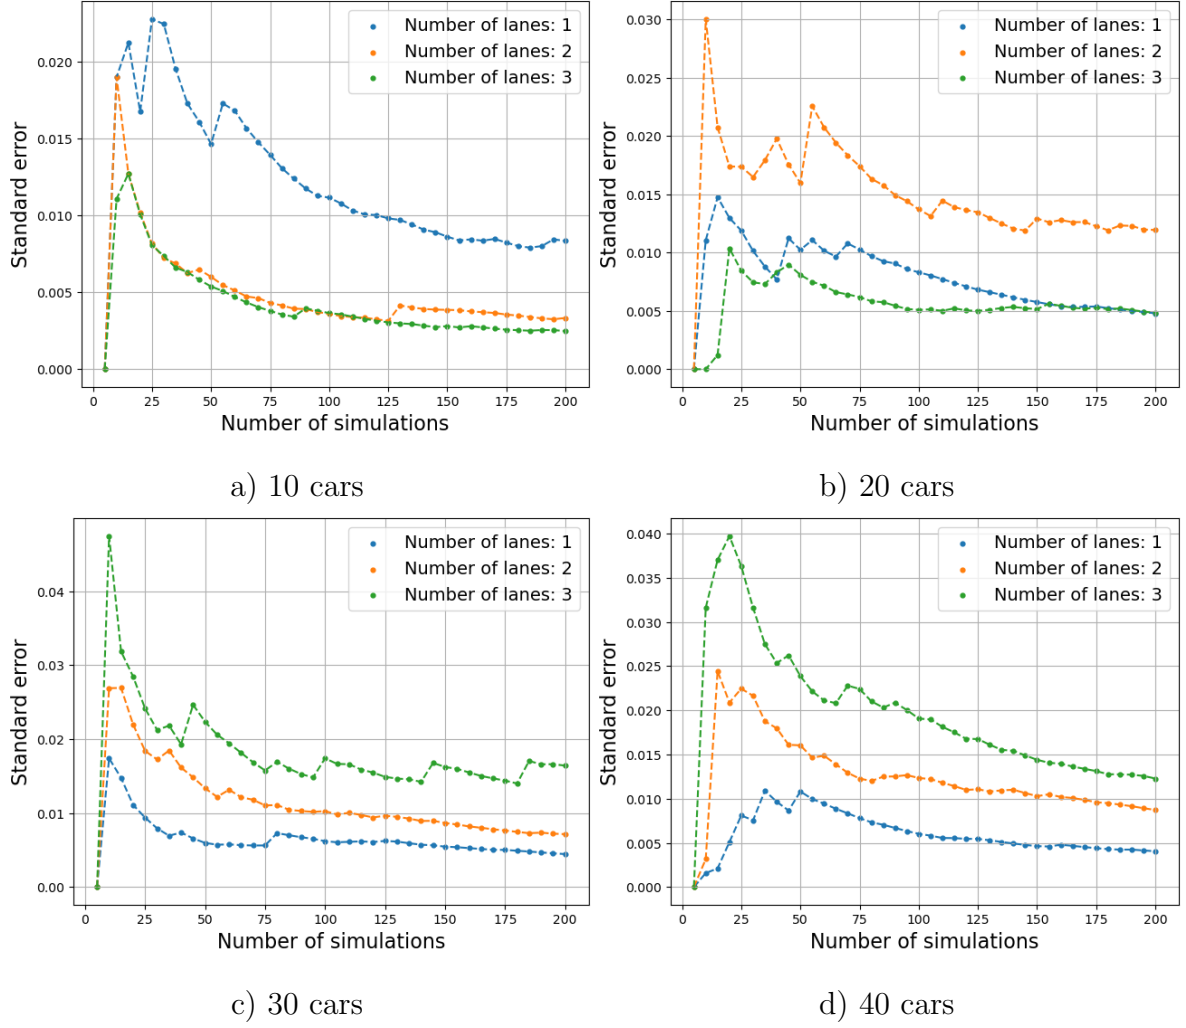 Number of lanes: 1
Number of lanes: 2
Number of lanes: 3
0.020
0.015
0.010
0.005
0.000
Standard error
0 25 50 75 100 125 150 175 200
Number of simulations
a) 10 cars
Number of lanes: 1
Number of lanes: 2
Number of lanes: 3
0.030
0.025
0.020
0.015
0.010
0.005
0.000
Standard error
0 25 50 75 100 125 150 175 200
Number of simulations
b) 20 cars
Number of lanes: 1
Number of lanes: 2
Number of lanes: 3
0.04
0.03
0.02
0.01
0.00
Standard error
0 25 50 75 100 125 150 175 200
Number of simulations
c) 30 cars
Number of lanes: 1
Number of lanes: 2
Number of lanes: 3
0.040
0.035
0.030
0.025
0.020
0.015
0.010
0.005
0.000
Standard error
0 25 50 75 100 125 150 175 200
Number of simulations
d) 40 cars